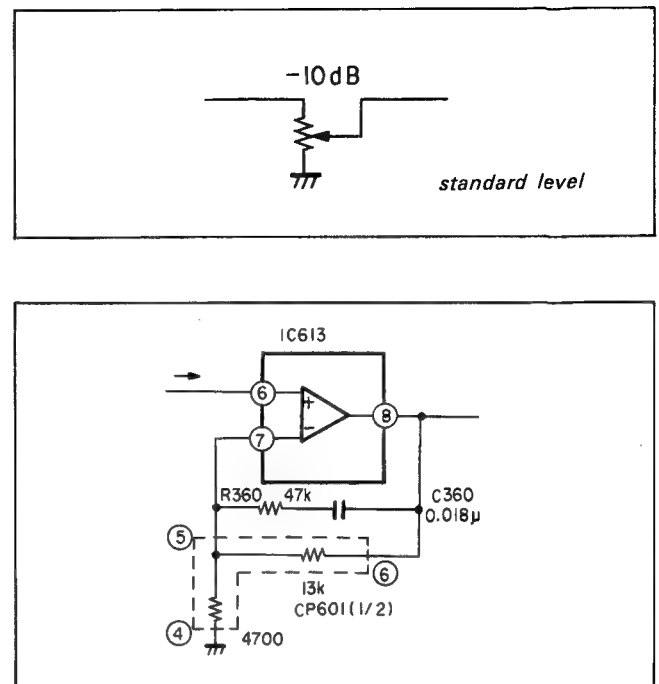 -10dB
standard level
IC613
6
+
8
7
-
R360 47k C360
0.018μ
5
6
13k
CP601(1/2)
4 4700